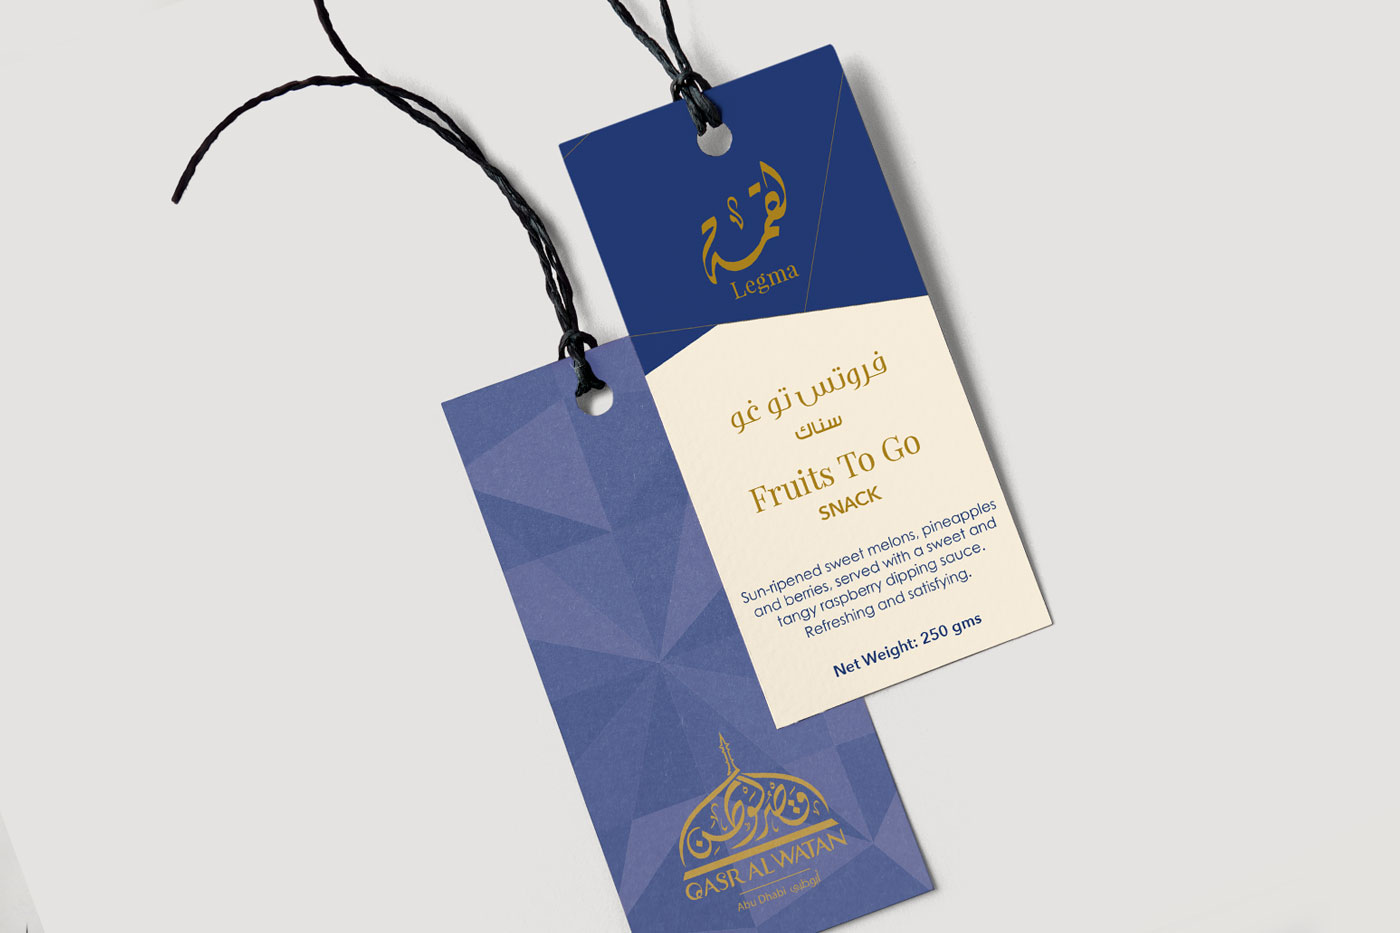 لقمة
Legma
فروتس تو غو
سناك
Fruits To Go
SNACK
Sun-ripened sweet melons, pineapples
and berries, served with a sweet and
tangy raspberry dipping sauce.
Refreshing and satisfying.
Net Weight: 250 gms
قصر الوطن
QASR AL WATAN
Abu Dhabi أبوظبي